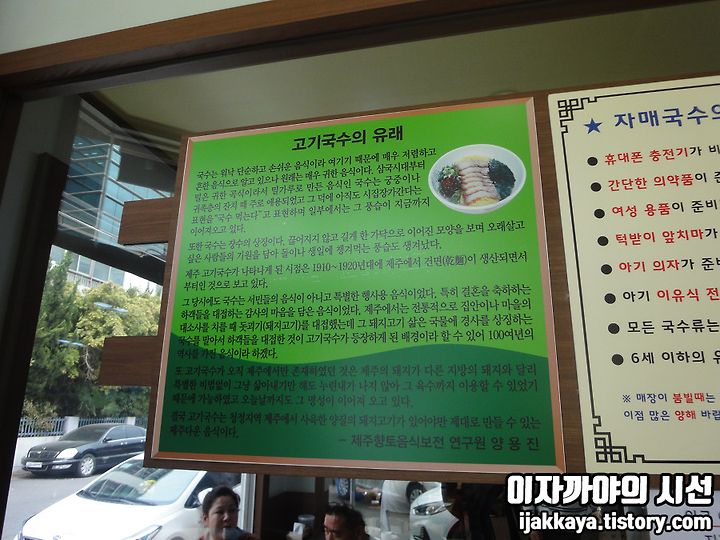 고기국수의 유래
국수는 워낙 단순하고 손쉬운 음식이라 여기기 때문에 매우 저렴하고
흔한 음식으로 알고 있으나 원래는 매우 귀한 음식이다. 삼국시대부터
밀은 귀한 곡식이라서 밀가루로 만든 음식인 국수는 궁중이나
귀족층의 잔치 때 주로 애용되었고 그 덕에 아직도 시집장가간다는
표현을 "국수 먹는다"고 표현하며 일부에서는 그 풍습이 지금까지
이어져오고 있다.
또한 국수는 장수의 상징이다. 끊어지지 않고 길게 한 가닥으로 이어진 모양을 보며 오래살고
싶은 사람들의 기원을 담아 돌이나 생일에 챙겨먹는 풍습도 생겨났다.
제주 고기국수가 나타나게 된 시점은 1910~1920년대에 제주에서 건면(乾麵)이 생산되면서
부터인 것으로 보고 있다.
그 당시에도 국수는 서민들의 음식이 아니고 특별한 행사용 음식이었다. 특히 결혼을 축하하는
하객들을 대접하는 감사의 마음을 담은 음식이었다. 제주에서는 전통적으로 집안이나 마을의
대소사를 치를 때 돗괴기(돼지고기)를 대접했는데 그 돼지고기 삶은 국물에 경사를 상징하는
국수를 말아서 하객들을 대접한 것이 고기국수가 등장하게 된 배경이라 할 수 있어 100여년의
역사를 가진 음식이라 하겠다.
또 고기국수가 오직 제주에서만 존재하였던 것은 제주의 돼지가 다른 지방의 돼지와 달리
특별한 비법없이 그냥 삶아내기만 해도 누린내가 나지 않아 그 육수까지 이용할 수 있었기
때문에 가능하였고 오늘날까지도 그 명성이 이어져 오고 있다.
결국 고기국수는 청정지역 제주에서 사육한 양질의 돼지고기가 있어야만 제대로 만들 수 있는
제주다운 음식이다.
- 제주향토음식보전 연구원 양 용 진
★ 자매국수의
● 휴대폰 충전기가 비
● 간단한 의약품이 준
● 여성 용품이 준비
● 턱받이 앞치마가
● 아기 의자가 준
● 아기 이유식 전
● 모든 국수류는
● 6세 이하의 유
※ 매장이 붐빌때는
이점 많은 양해 바랍
이자까야의 시선
ijakkaya.tistory.com